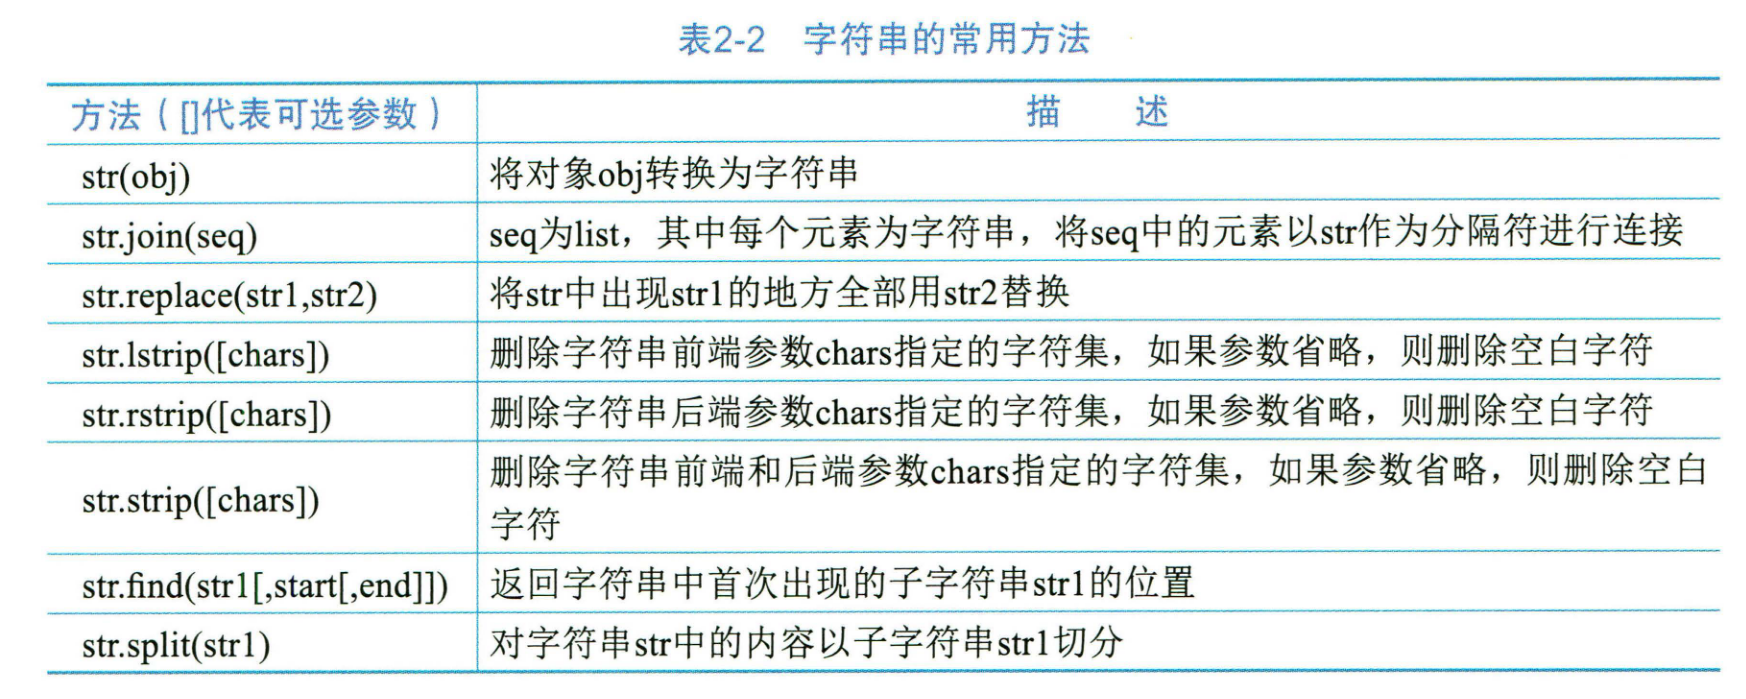 表2-2 字符串的常用方法
方法（[]代表可选参数） 描 述
str(obj) 将对象obj转换为字符串
str.join(seq) seq为list，其中每个元素为字符串，将seq中的元素以str作为分隔符进行连接
str.replace(str1,str2) 将str中出现str1的地方全部用str2替换
str.lstrip([chars]) 删除字符串前端参数chars指定的字符集，如果参数省略，则删除空白字符
str.rstrip([chars]) 删除字符串后端参数chars指定的字符集，如果参数省略，则删除空白字符
str.strip([chars]) 删除字符串前端和后端参数chars指定的字符集，如果参数省略，则删除空白
字符
str.find(str1[,start[,end]]) 返回字符串中首次出现的子字符串str1的位置
str.split(str1) 对字符串str中的内容以子字符串str1切分